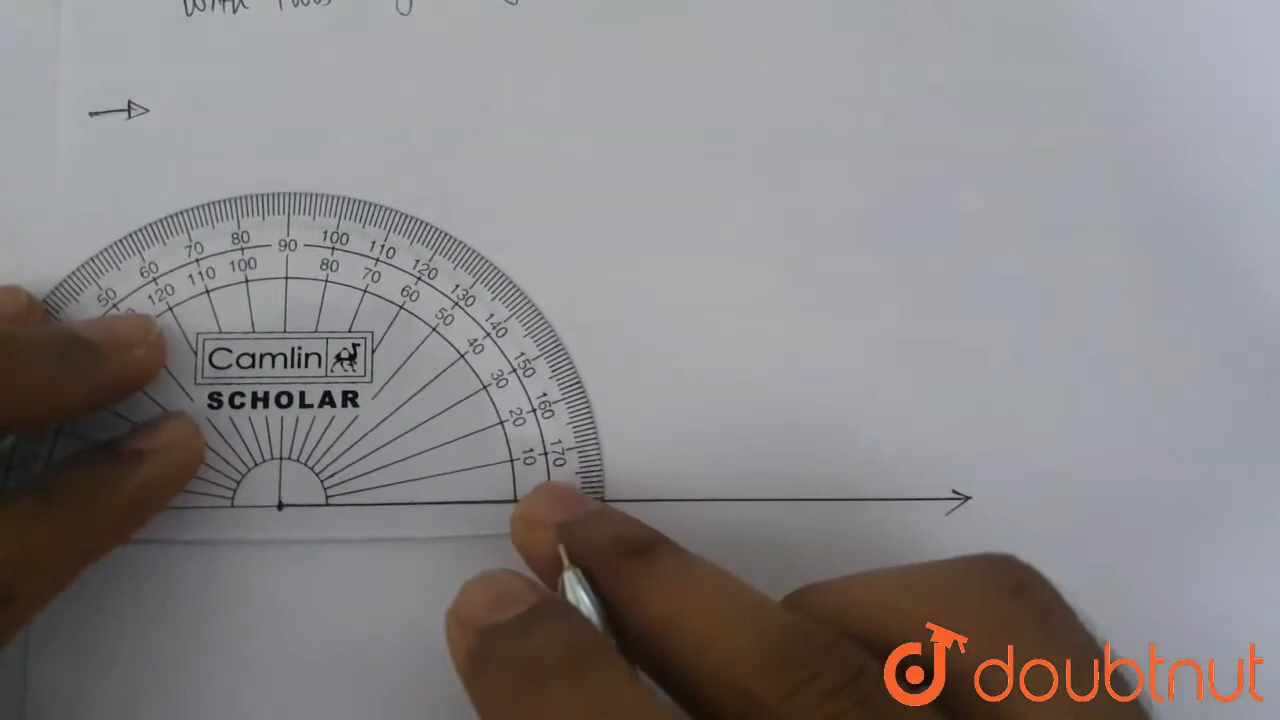 with
80 90 100
70 110
60 100 80 120
110 70
50 120 60 130
50 140
Camlin 40 150
SCHOLAR 30 160
20 170
10
doubtnut